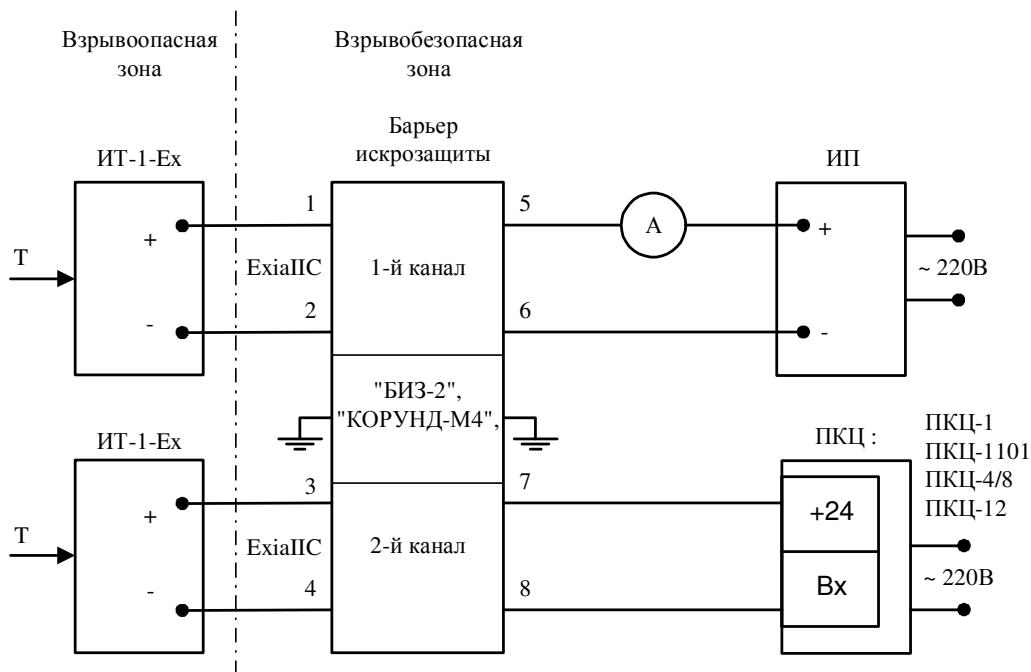 Взрывоопасная
зона
Взрывобезопасная
зона
Барьер
искрозащиты
ИТ-1-Ex
ИП
1
5
+
А
+
Т
ExiaIIC
1-й канал
~ 220В
2
6
-
-
"БИЗ-2",
"КОРУНД-М4",
ИТ-1-Ex
ПКЦ :
ПКЦ-1
ПКЦ-1101
ПКЦ-4/8
ПКЦ-12
3
7
+
+24
Т
ExiaIIC
2-й канал
~ 220В
4
8
-
Вх